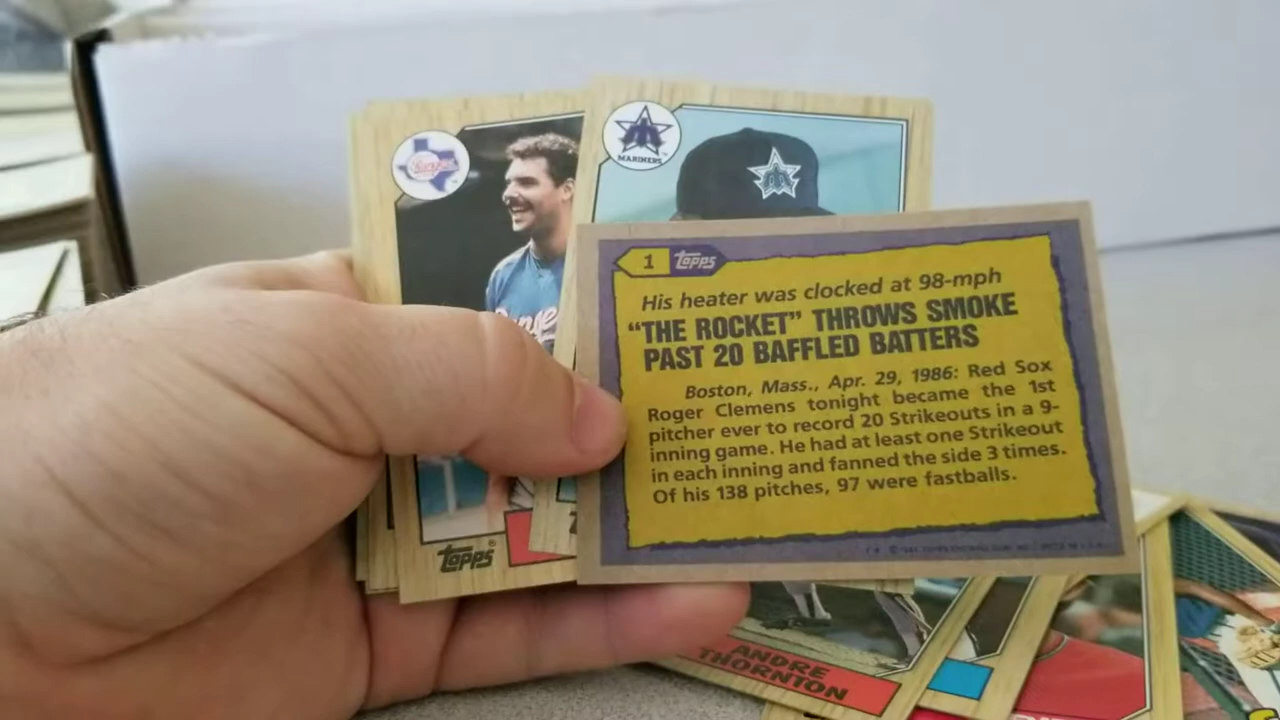 Rangers
MARINERS
1 Topps
His heater was clocked at 98-mph
"THE ROCKET" THROWS SMOKE
PAST 20 BAFFLED BATTERS
Boston, Mass., Apr. 29, 1986: Red Sox
Roger Clemens tonight became the 1st
pitcher ever to record 20 Strikeouts in a 9-
inning game. He had at least one Strikeout
in each inning and fanned the side 3 times.
Of his 138 pitches, 97 were fastballs.
Topps®
ANDRE
THORNTON